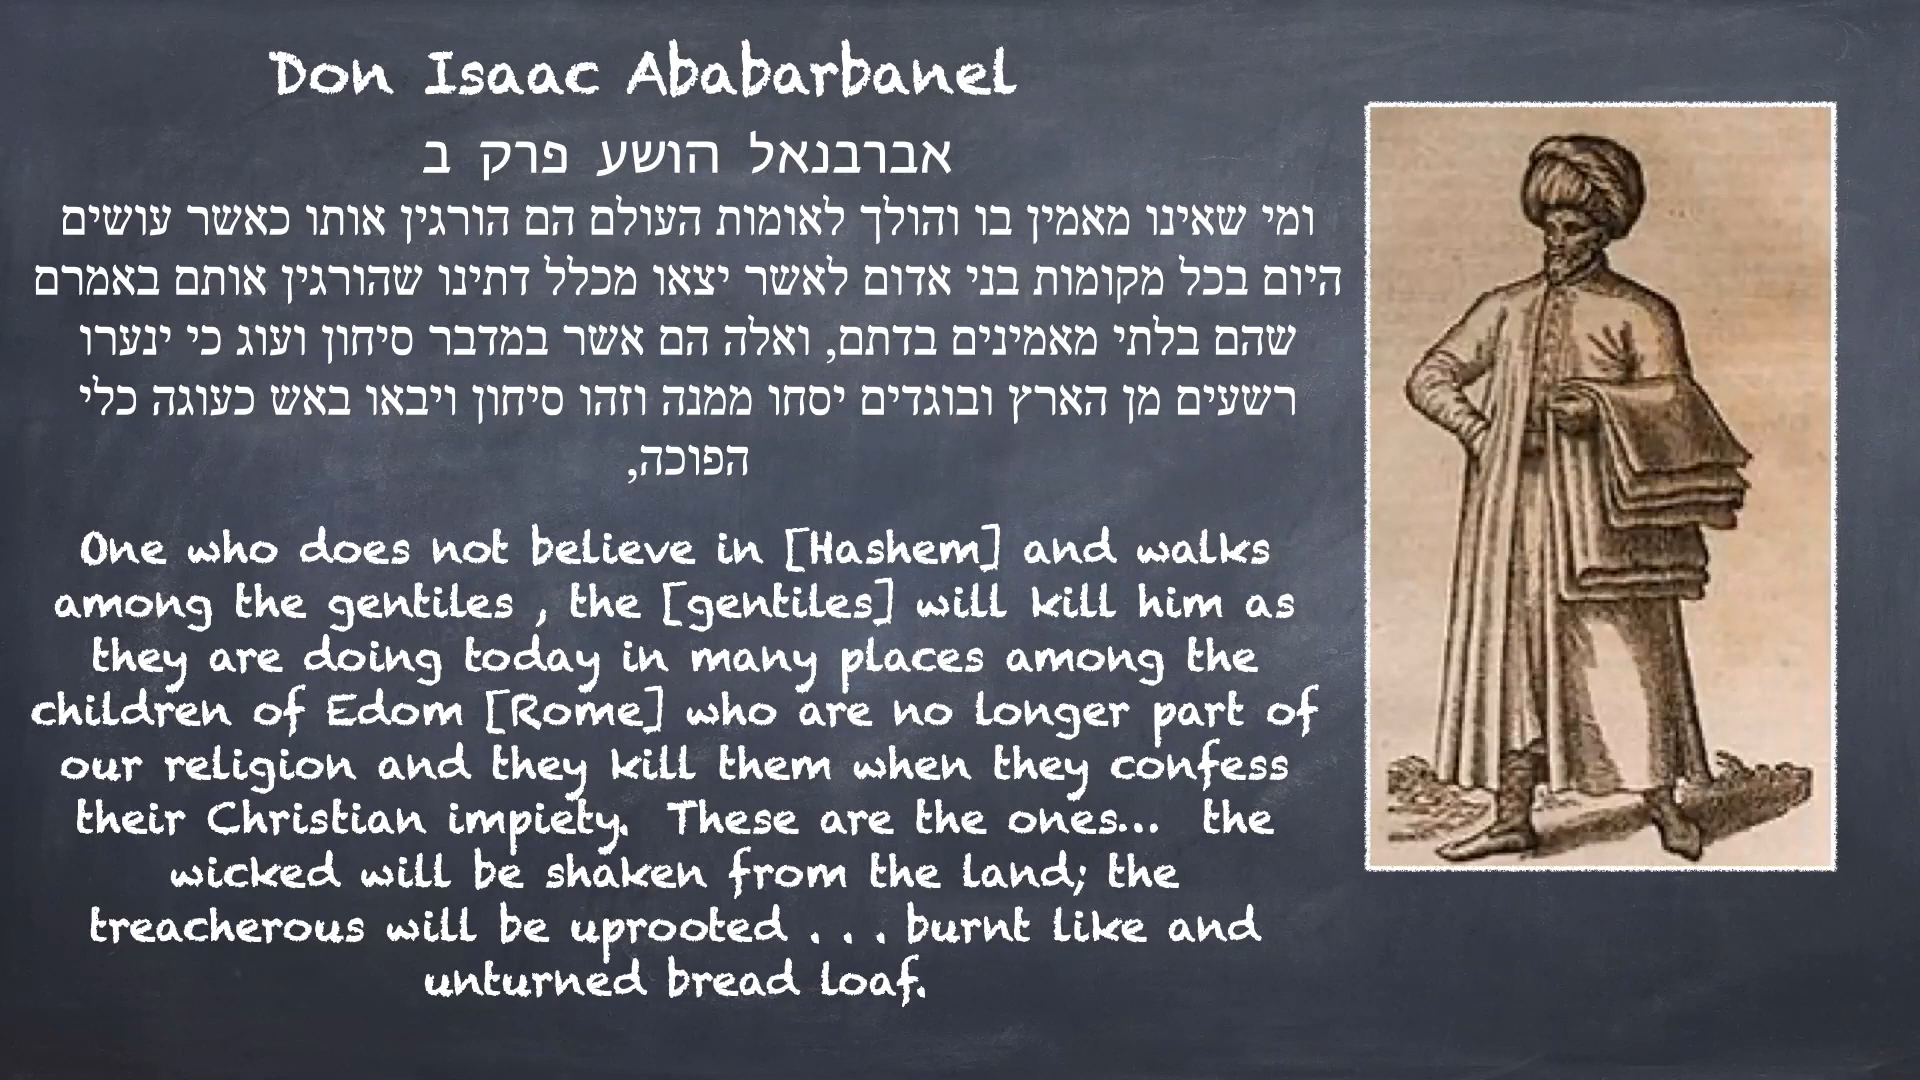 Don Isaac Ababarbanel
אברבנאל הושע פרק ב
ומי שאינו מאמין בו והולך לאומות העולם הם הורגין אותו כאשר עושים
היום בכל מקומות בני אדום לאשר יצאו מכלל דתינו שהורגין אותם באמרם
שהם בלתי מאמינים בדתם, ואלה הם אשר במדבר סיחון ועוג כי ינערו
רשעים מן הארץ ובוגדים יסחו ממנה וזהו סיחון ויבאו באש כעוגה כלי
הפוכה,
One who does not believe in [Hashem] and walks
among the gentiles , the [gentiles] will kill him as
they are doing today in many places among the
children of Edom [Rome] who are no longer part of
our religion and they kill them when they confess
their Christian impiety. These are the ones... the
wicked will be shaken from the land; the
treacherous will be uprooted . . . burnt like and
unturned bread loaf.